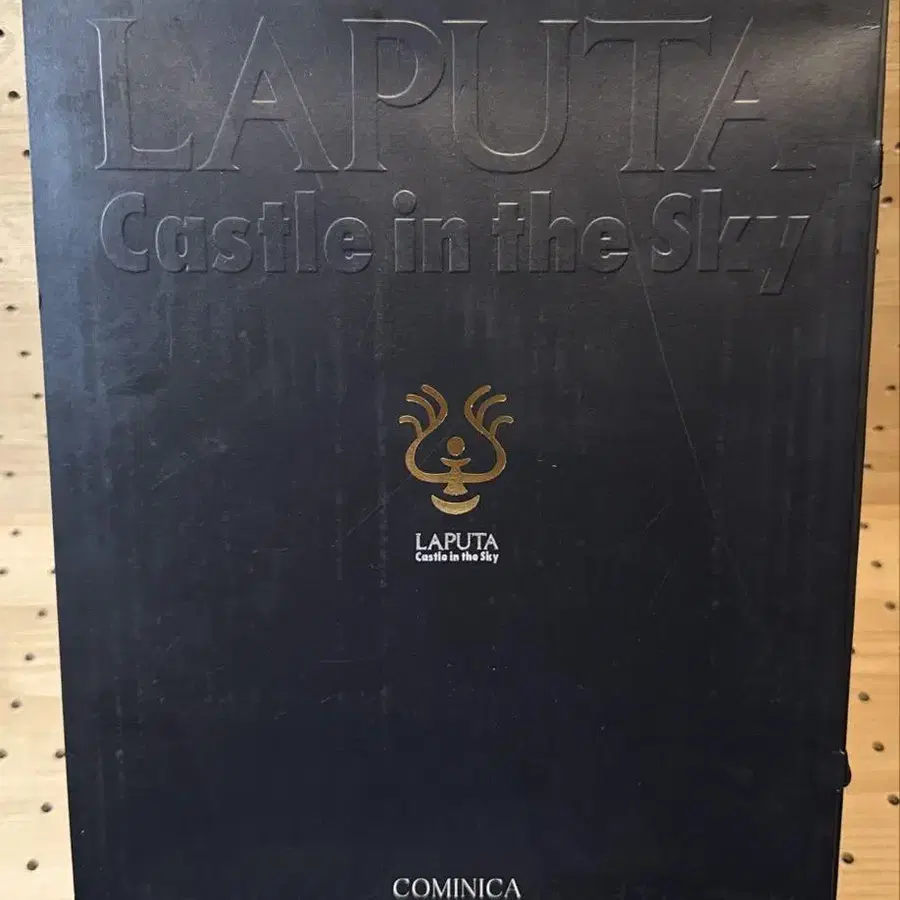 LAPUTA
Castle in the Sky
LAPUTA
Castle in the Sky
COMINICA